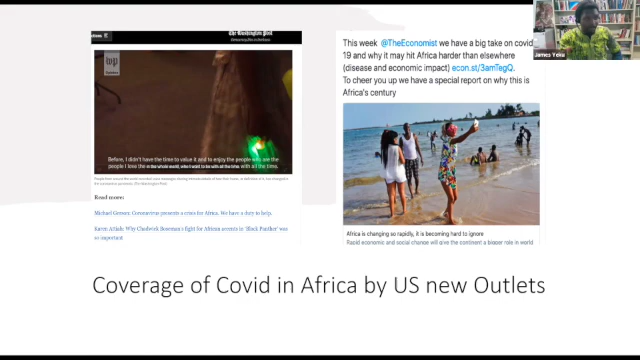 The Washington Post
Democracy Dies in Darkness
wp
Opinions
Before, I didn't have the time to value it and to enjoy the people who are the
people I love the in the whole world, who I want to be with all the time. with all the time.
Read more:
Michael Gerson: Coronavirus presents a crisis for Africa. We have a duty to help.
Karen Attiah: Why Chadwick Boseman's fight for African accents in 'Black Panther' was
so important
This week @TheEconomist we have a big take on covid
19 and why it may hit Africa harder than elsewhere
(disease and economic impact) econ.st/3amTegQ.
To cheer you up we have a special report on why this is
Africa's century
Africa is changing so rapidly, it is becoming hard to ignore
Rapid economic and social change will give the continent a bigger role in world
James Yeku
Coverage of Covid in Africa by US new Outlets